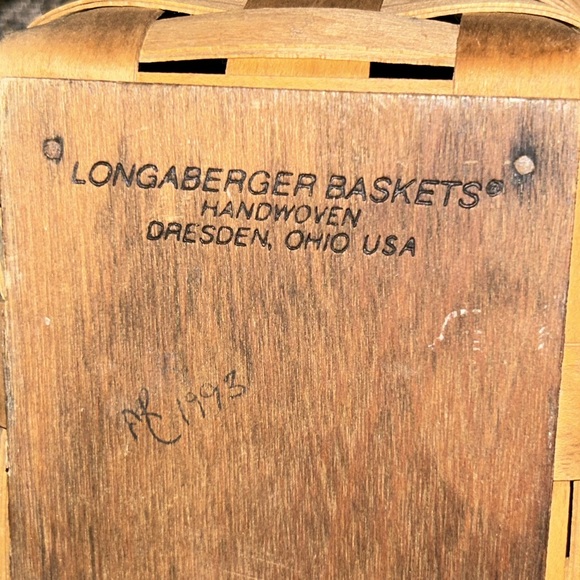 LONGABERGER BASKETS®
HANDWOVEN
DRESDEN, OHIO USA
1993